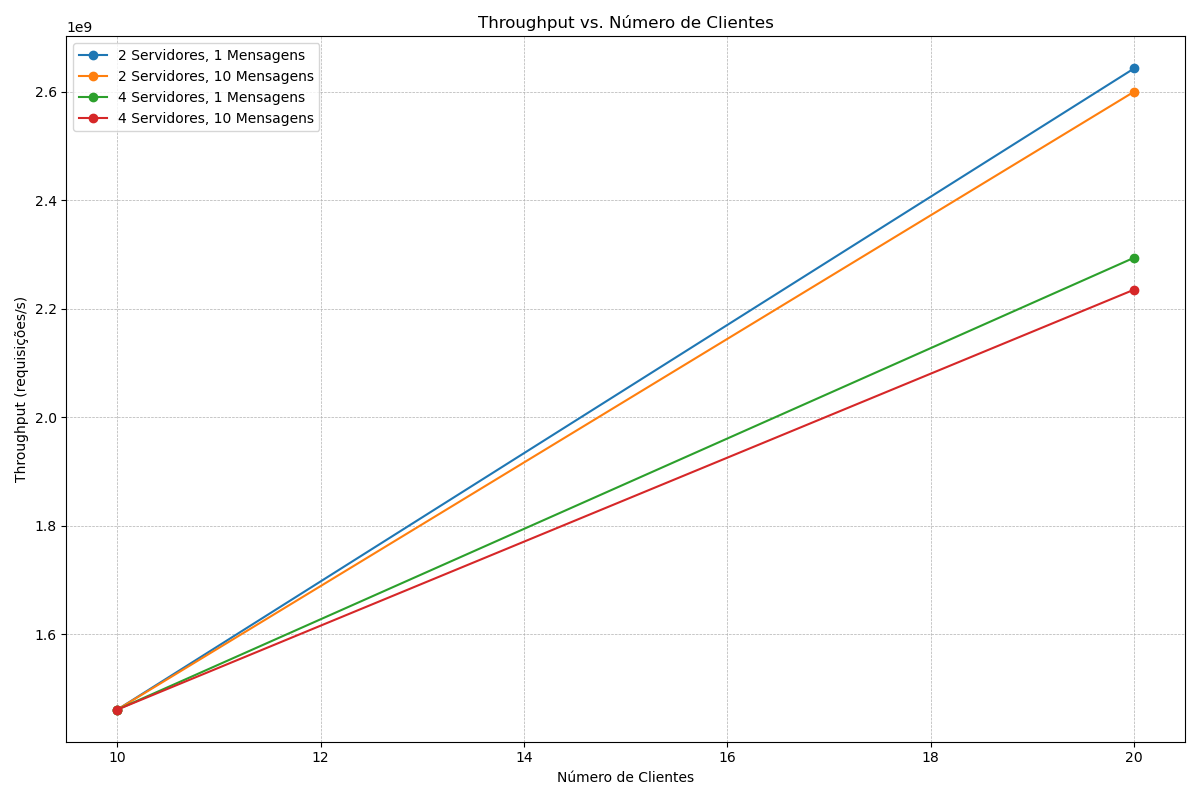 Throughput vs. Número de Clientes
1e9
2 Servidores, 1 Mensagens
2 Servidores, 10 Mensagens
4 Servidores, 1 Mensagens
4 Servidores, 10 Mensagens
Throughput (requisições/s)
2.6
2.4
2.2
2.0
1.8
1.6
10 12 14 16 18 20
Número de Clientes